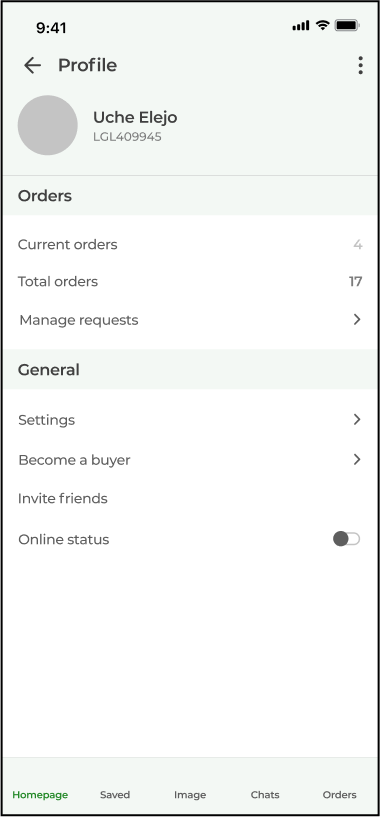 9:41
Profile
Uche Elejo
LGL409945
Orders
Current orders 4
Total orders 17
Manage requests
General
Settings
Become a buyer
Invite friends
Online status
Homepage Saved Image Chats Orders